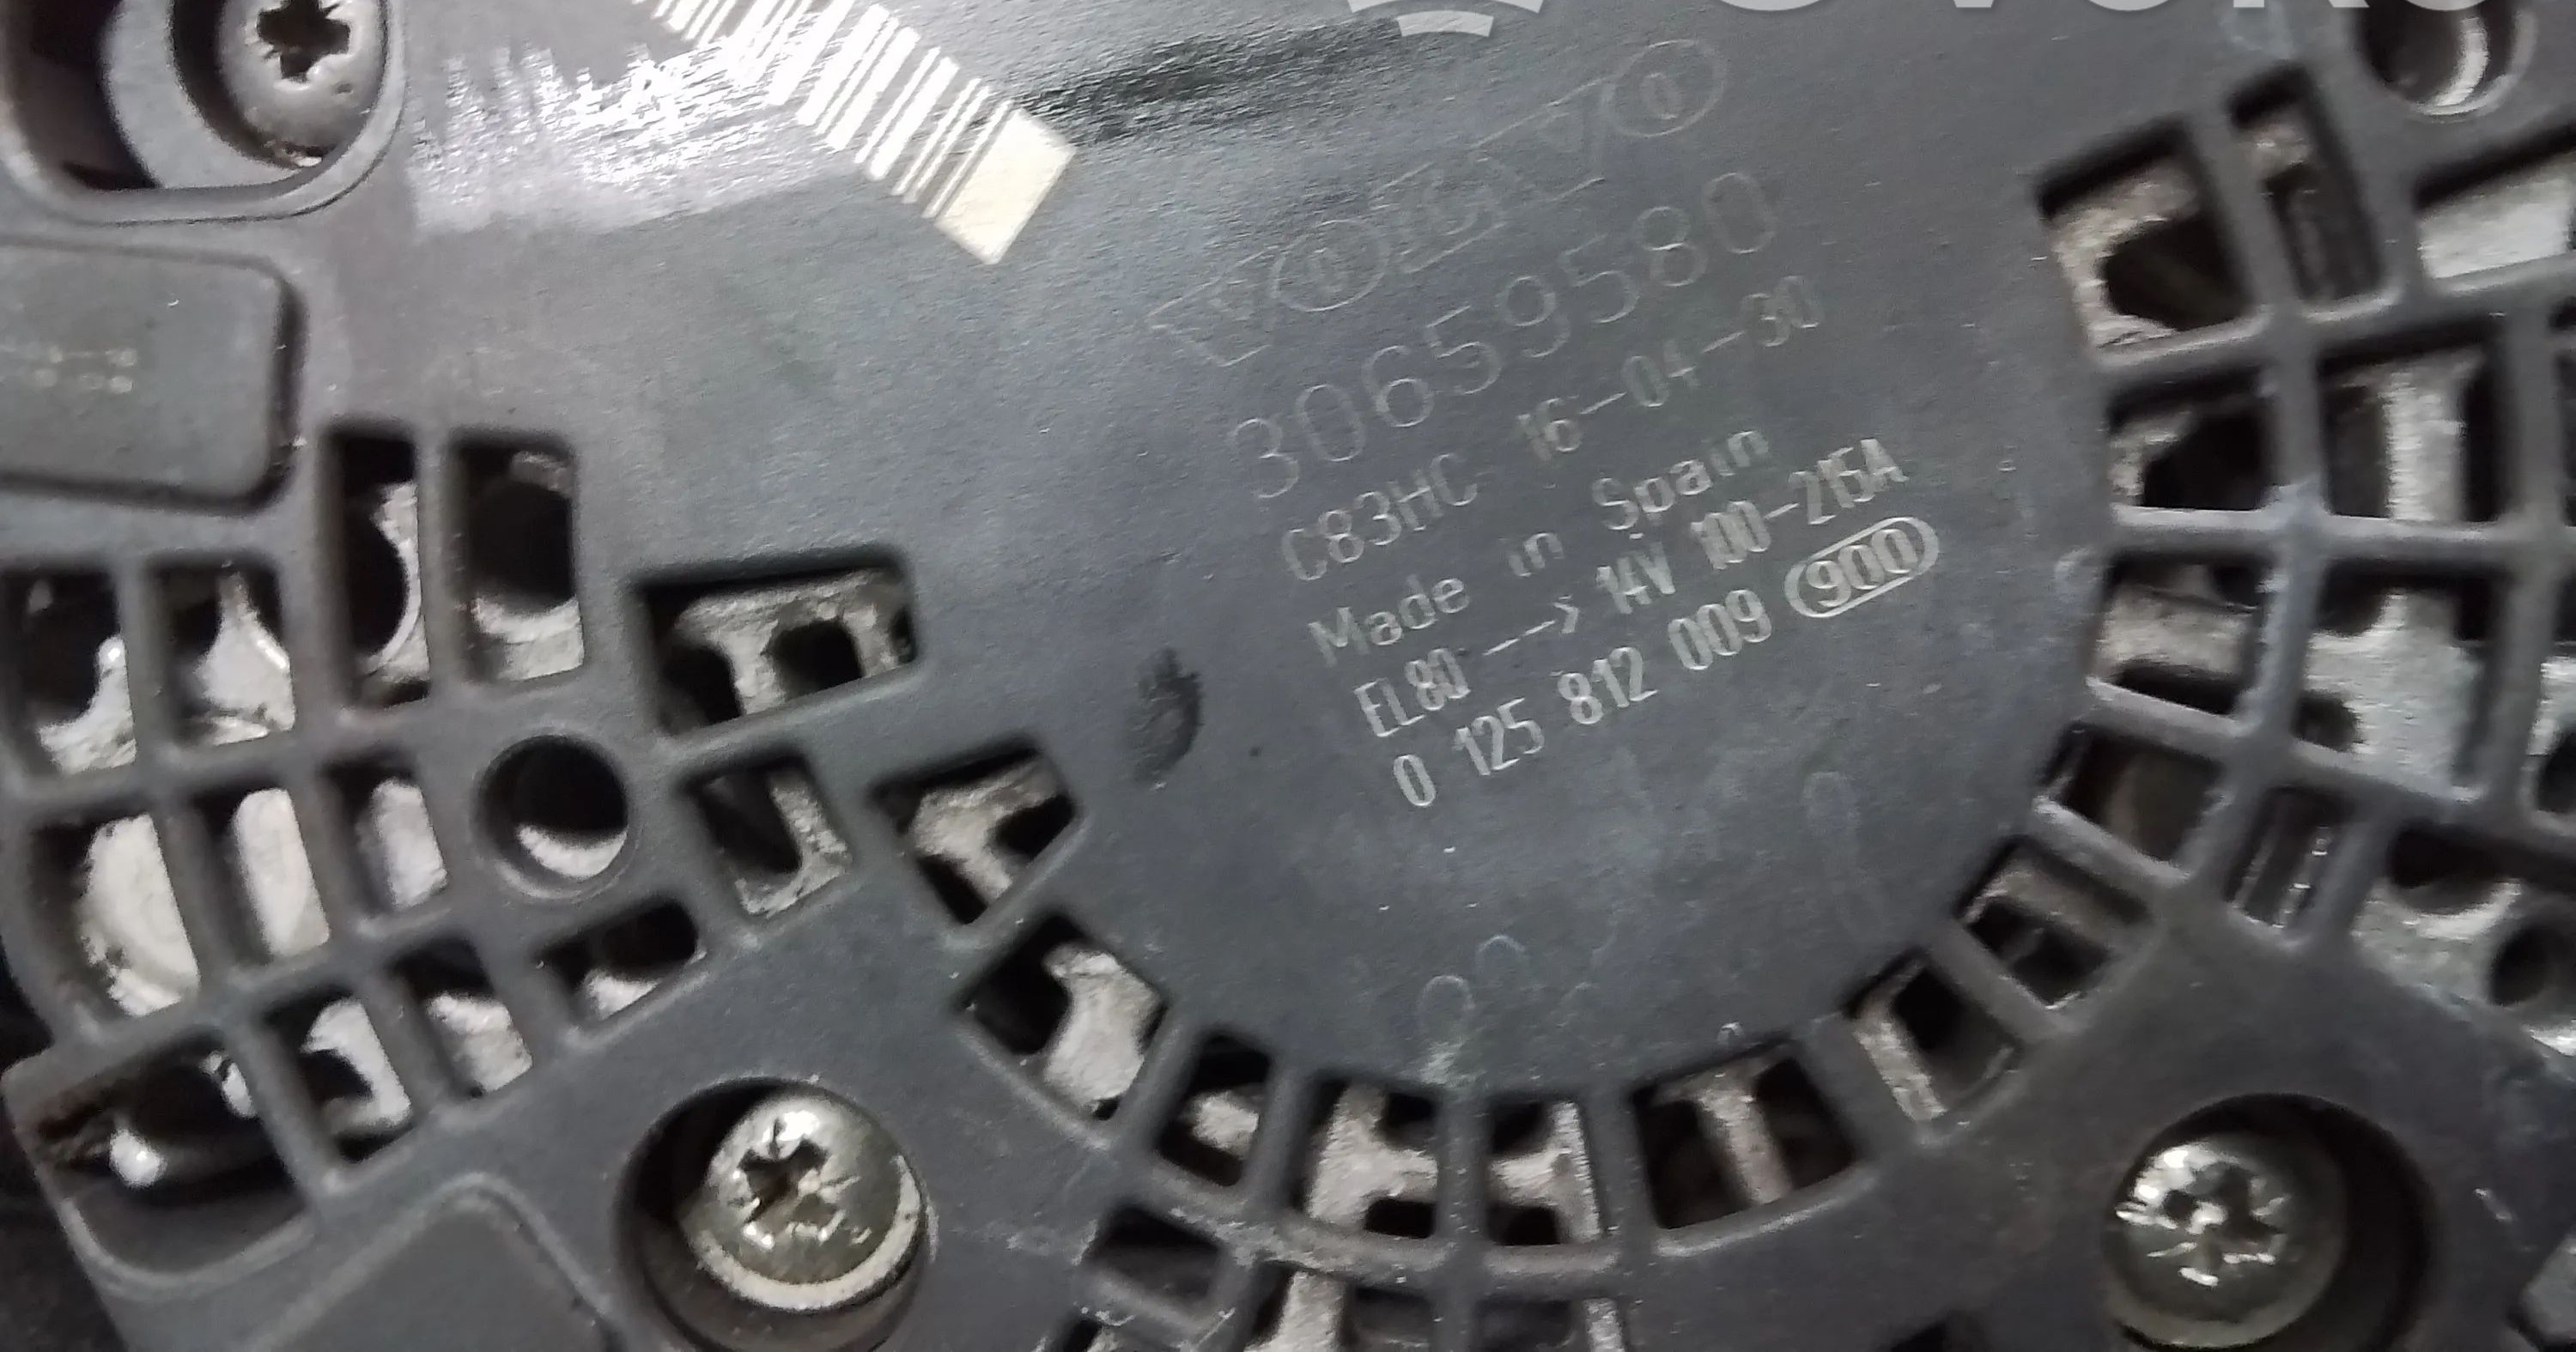 VOLVO
30659580
C83HC 16-04-30
Made in Spain
EL80 --> 14V 100-215A
0 125 812 009 900